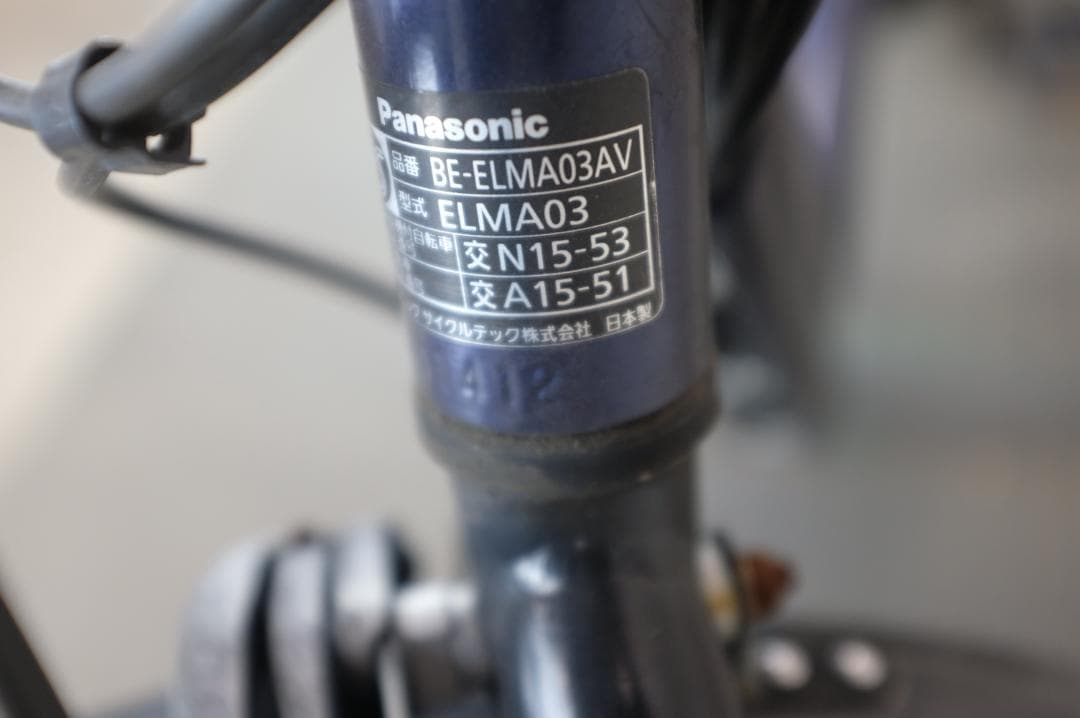 Panasonic
品番 BE-ELMA03AV
型式 ELMA03
自転車 交N15-53
交A15-51
サイクルテック株式会社 日本製
412